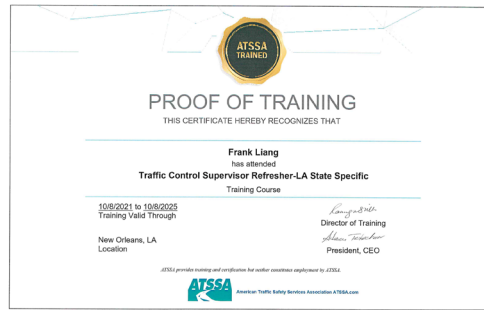 ATSSA
TRAINED
PROOF OF TRAINING
THIS CERTIFICATE HEREBY RECOGNIZES THAT
Frank Liang
has attended
Traffic Control Supervisor Refresher-LA State Specific
Training Course
10/8/2021 to 10/8/2025
Training Valid Through
Director of Training
New Orleans, LA
Location
President, CEO
ATSSA provides training and certification but neither constitutes employment by ATSSA.
ATSSA
American Traffic Safety Services Association ATSSA.com